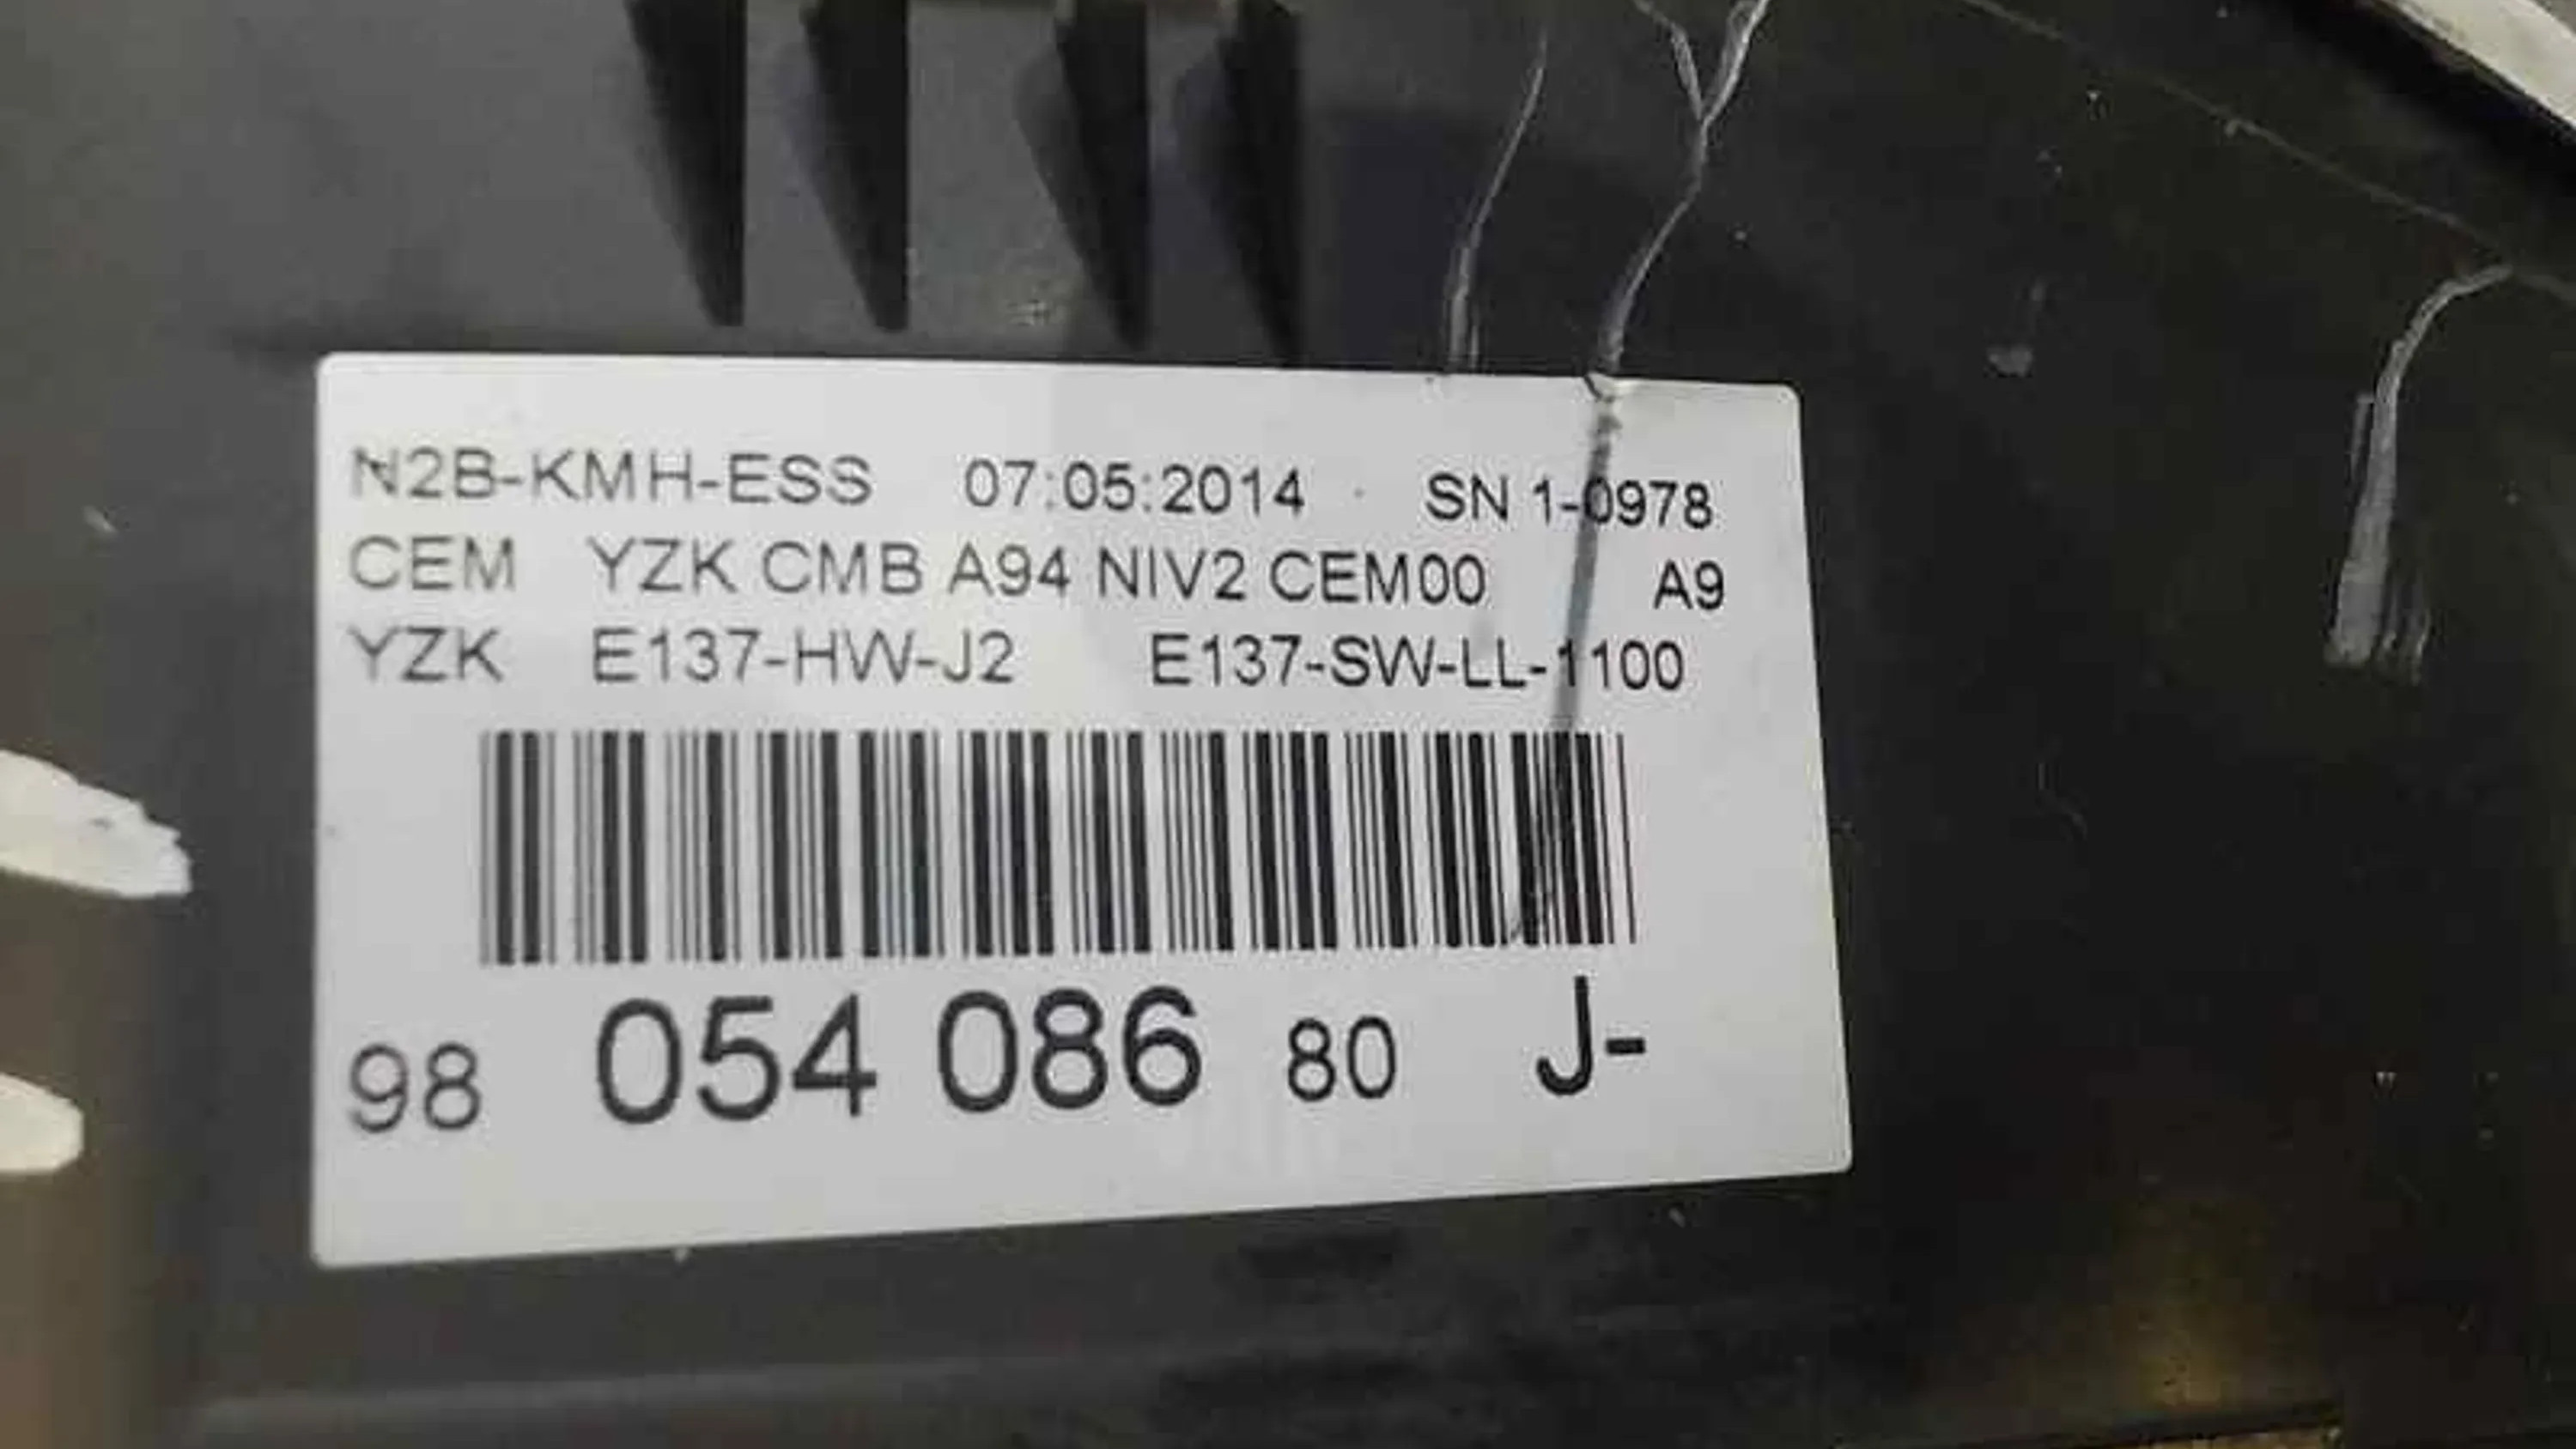 N2B-KMH-ESS 07:05:2014 SN 1-0978
CEM YZK CMB A94 NIV2 CEM00 A9
YZK E137-HW-J2 E137-SW-LL-1100
98 054 086 80 J-